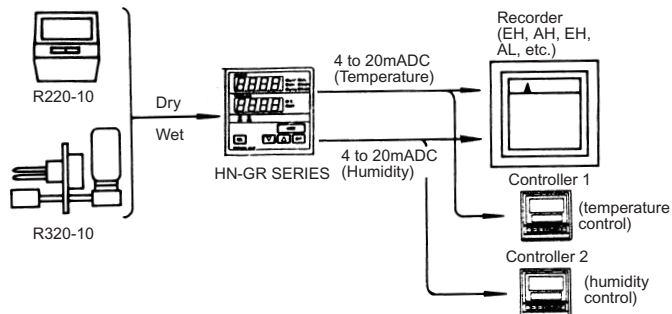 R220-10
R320-10
Dry
Wet
HN-GR SERIES
4 to 20mADC
(Temperature)
4 to 20mADC
(Humidity)
Recorder
(EH, AH, EH,
AL, etc.)
Controller 1
(temperature
control)
Controller 2
(humidity
control)